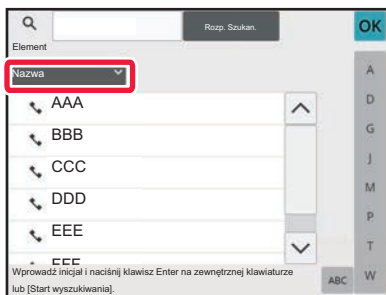 Rozp. Szukan.
OK
Element
Nazwa
AAA
BBB
CCC
DDD
EEE
FFF
A
D
G
J
M
P
T
W
ABC
Wprowadź inicjał i naciśnij klawisz Enter na zewnętrznej klawiaturze
lub [Start wyszukiwania].